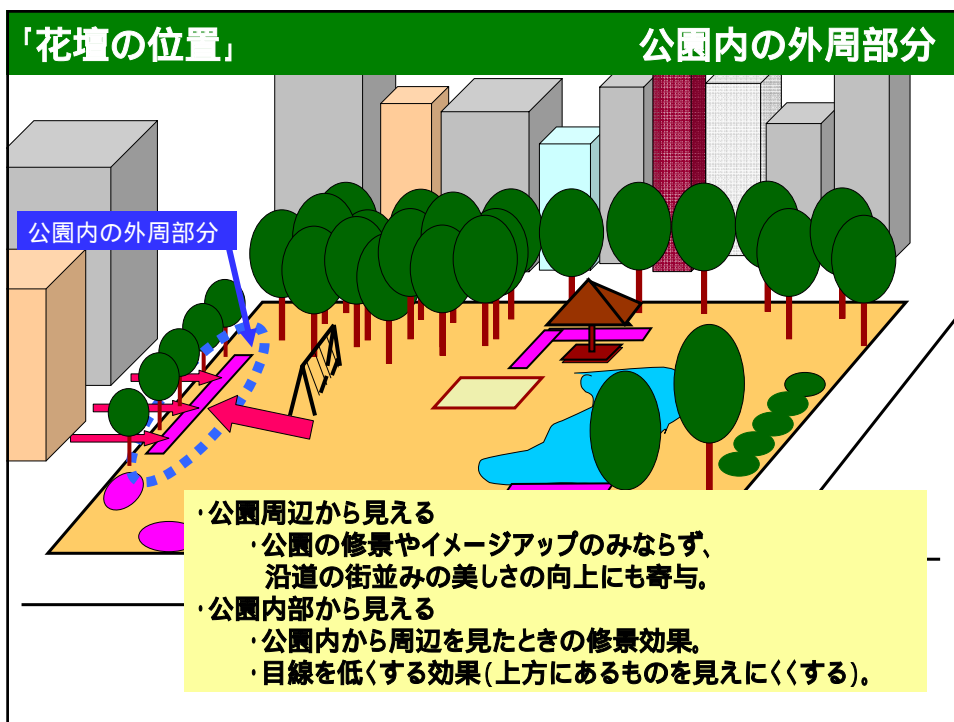 「花壇の位置」 公園内の外周部分
公園内の外周部分
・公園周辺から見える
・公園の修景やイメージアップのみならず、
沿道の街並みの美しさの向上にも寄与。
・公園内部から見える
・公園内から周辺を見たときの修景効果。
・目線を低くする効果(上方にあるものを見えにくくする)。